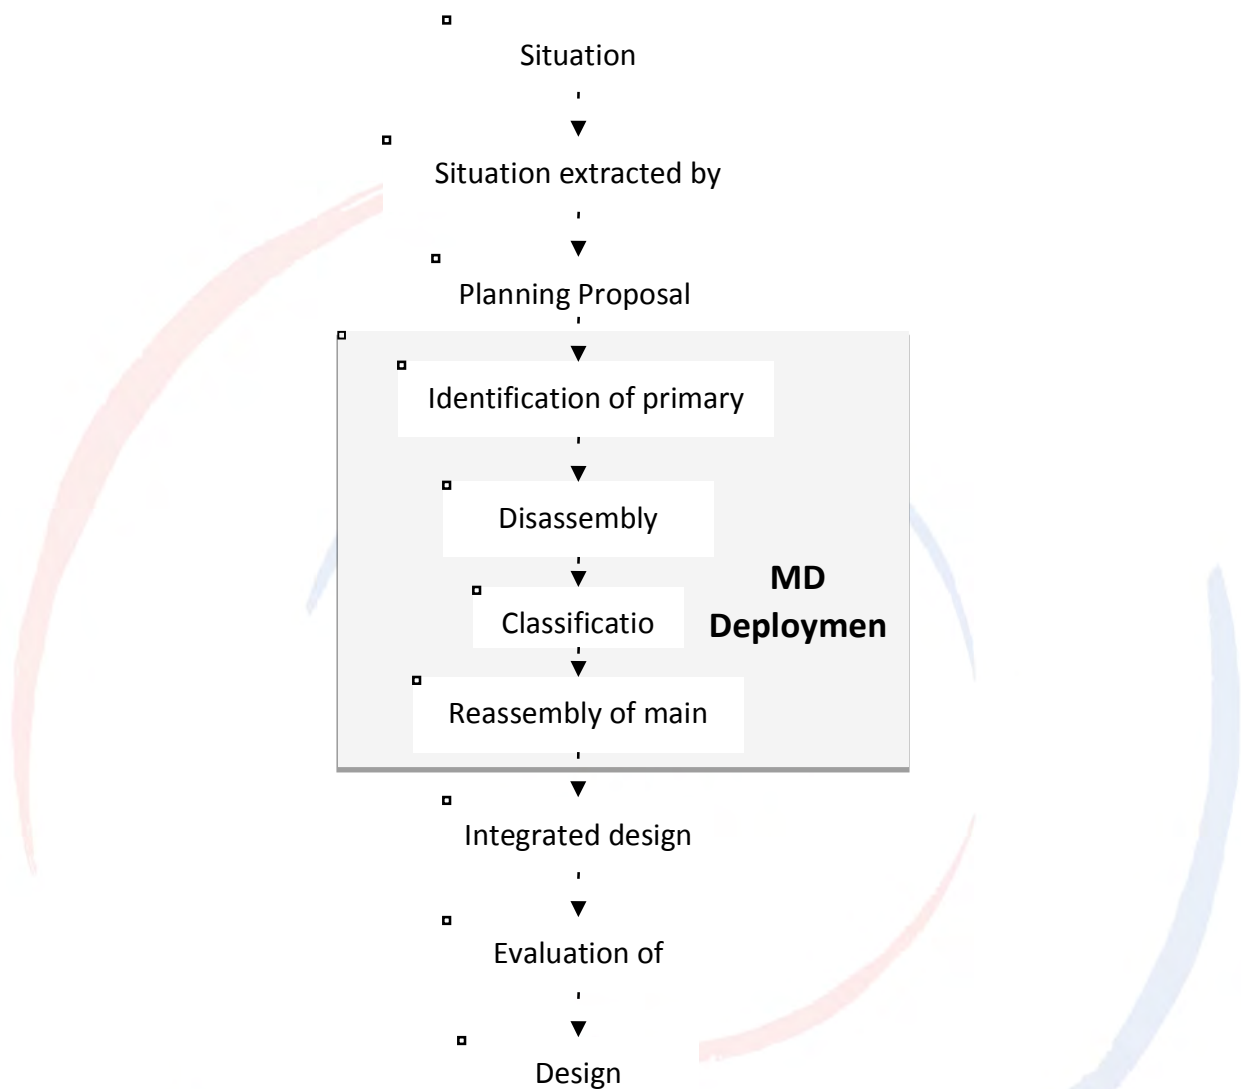 Situation
Situation extracted by
Planning Proposal
Identification of primary
Disassembly
Classificatio
MD
Deploymen
Reassembly of main
Integrated design
Evaluation of
Design